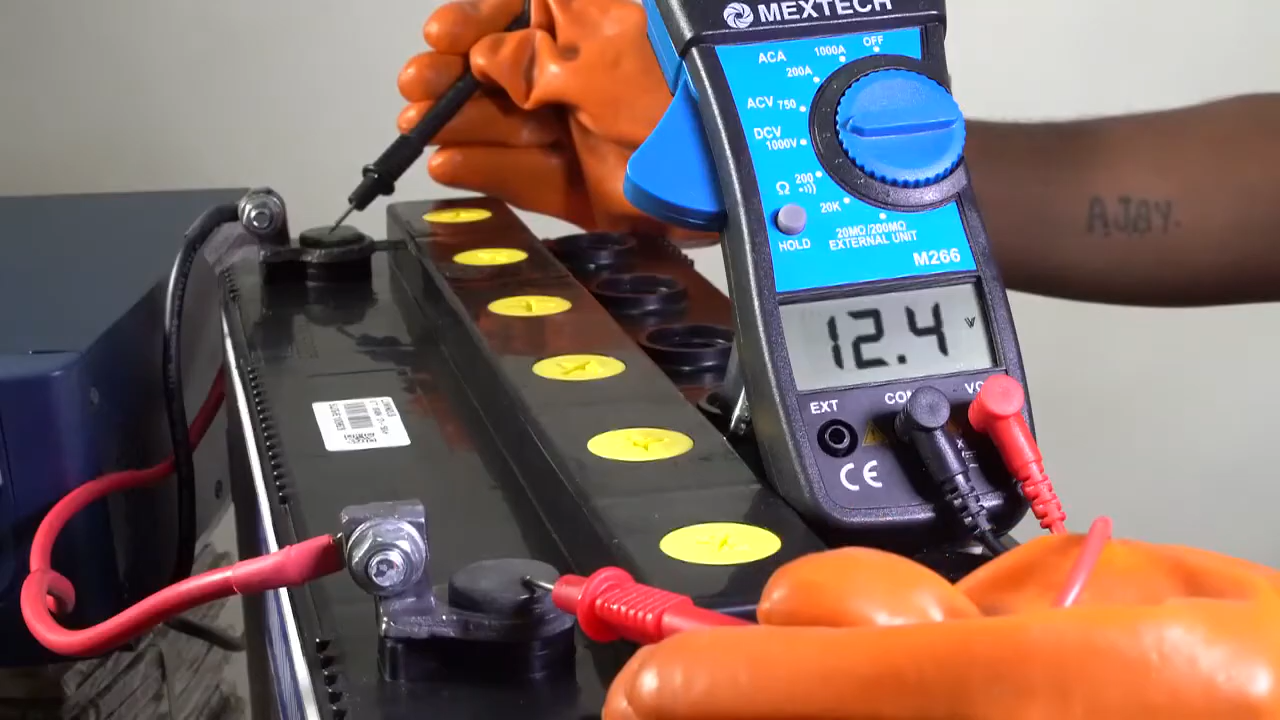 MEXTECH
ACA
1000A
OFF
200A
ACV 750
DCV
1000V
Ω 200
20K
20MΩ/200MΩ
EXTERNAL UNIT
HOLD
M266
12.4 V
EXT
COM
CE
AJAY.